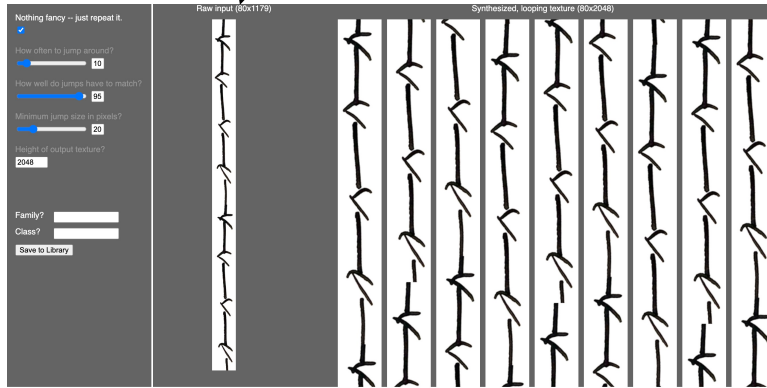 Nothing fancy -- just repeat it.
How often to jump around?
10
How well do jumps have to match?
95
Minimum jump size in pixels?
20
Height of output texture?
2048
Family?
Class?
Save to Library
Raw input (80x1179)
Synthesized, looping texture (80x2048)